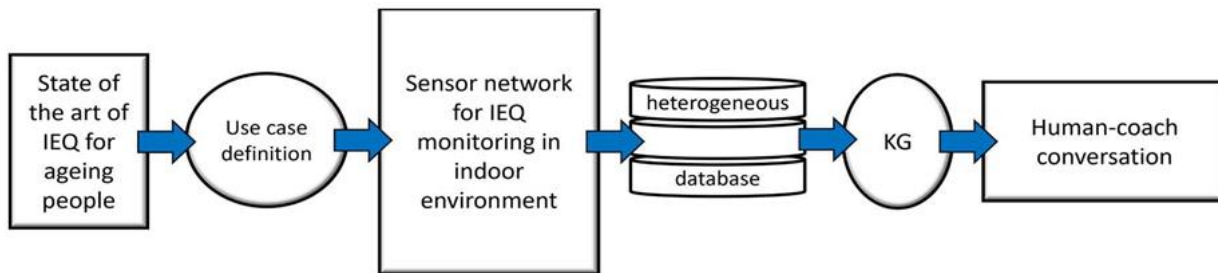 State of
the art of
IEQ for
ageing
people
Use case
definition
Sensor network
for IEQ
monitoring in
indoor
environment
heterogeneous
database
KG
Human-coach
conversation